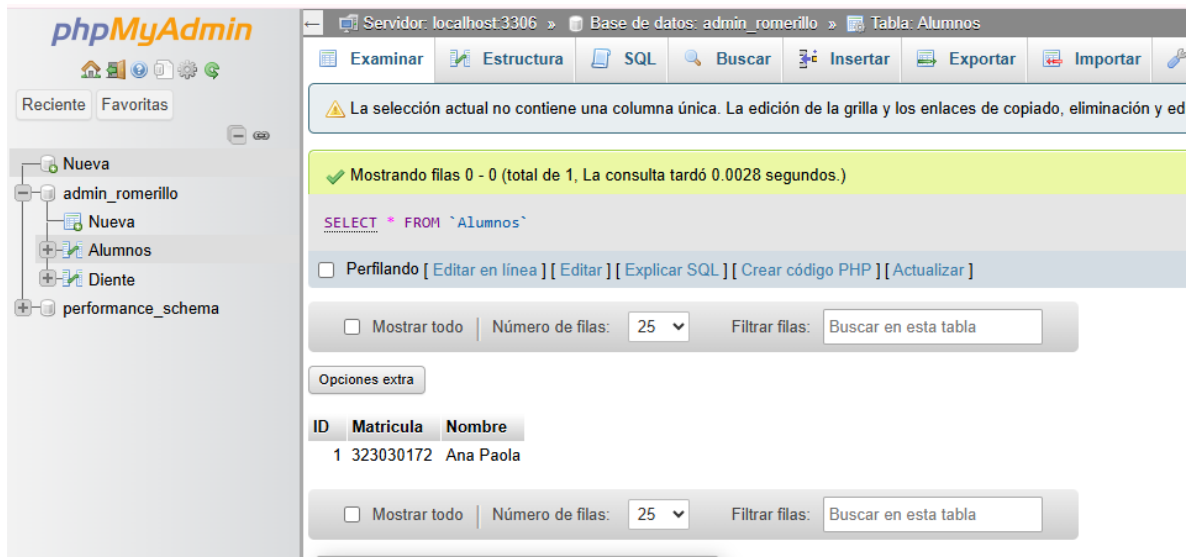 phpMyAdmin
Reciente Favoritas
Nueva
admin_romerillo
Nueva
Alumnos
Diente
performance_schema
Servidor: localhost:3306 » Base de datos: admin_romerillo » Tabla: Alumnos
Examinar Estructura SQL Buscar Insertar Exportar Importar
La selección actual no contiene una columna única. La edición de la grilla y los enlaces de copiado, eliminación y ed
Mostrando filas 0 - 0 (total de 1, La consulta tardó 0.0028 segundos.)
SELECT * FROM `Alumnos`
Perfilando [ Editar en línea ] [ Editar ] [ Explicar SQL ] [ Crear código PHP ] [ Actualizar ]
Mostrar todo | Número de filas: 25 Filtrar filas: Buscar en esta tabla
Opciones extra
ID Matricula Nombre
1 323030172 Ana Paola
Mostrar todo | Número de filas: 25 Filtrar filas: Buscar en esta tabla